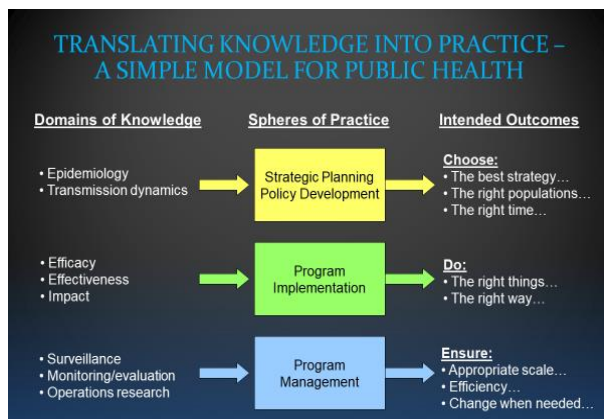 TRANSLATING KNOWLEDGE INTO PRACTICE –
A SIMPLE MODEL FOR PUBLIC HEALTH
Domains of Knowledge
Spheres of Practice
Intended Outcomes
• Epidemiology
• Transmission dynamics
Strategic Planning
Policy Development
Choose:
• The best strategy…
• The right populations…
• The right time…
• Efficacy
• Effectiveness
• Impact
Program
Implementation
Do:
• The right things…
• The right way…
• Surveillance
• Monitoring/evaluation
• Operations research
Program
Management
Ensure:
• Appropriate scale…
• Efficiency…
• Change when needed…